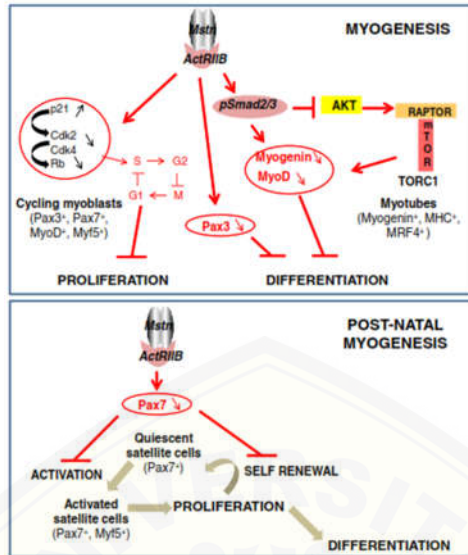 Mstn
ActRIIB
MYOGENESIS
p21
Cdk2
Cdk4
Rb
pSmad2/3
AKT
RAPTOR
mTOR
TORC1
S
G2
G1
M
Myogenin
MyoD
Cycling myoblasts
(Pax3⁺, Pax7⁺,
MyoD⁺, Myf5⁺)
Pax3
Myotubes
(Myogenin⁺, MHC⁺,
MRF4⁺)
PROLIFERATION
DIFFERENTIATION
Mstn
ActRIIB
POST-NATAL
MYOGENESIS
Pax7
Quiescent
satellite cells
(Pax7⁺)
ACTIVATION
SELF RENEWAL
Activated
satellite cells
(Pax7⁺, Myf5⁺)
PROLIFERATION
DIFFERENTIATION